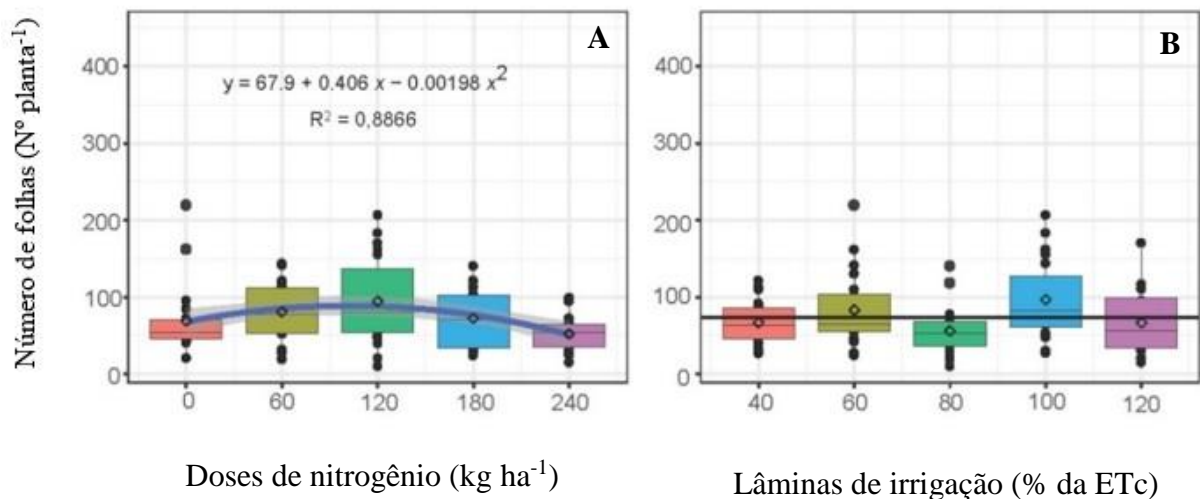 Número de folhas (Nº planta⁻¹)
A
y = 67.9 + 0.406 x − 0.00198 x²
R² = 0,8866
400
300
200
100
0
0 60 120 180 240
Doses de nitrogênio (kg ha⁻¹)
B
400
300
200
100
0
40 60 80 100 120
Lâminas de irrigação (% da ETc)